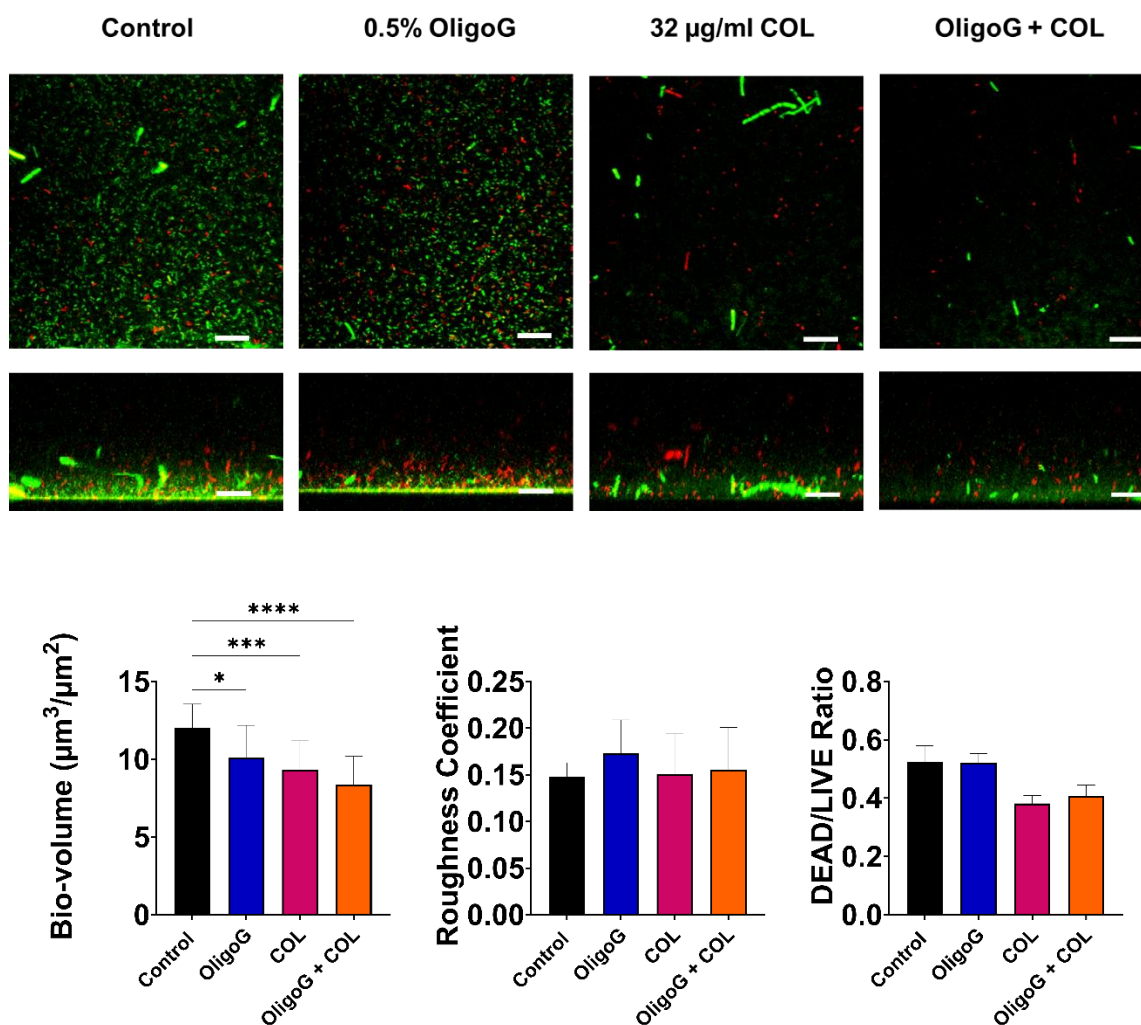 Control
0.5% OligoG
32 µg/ml COL
OligoG + COL
Bio-volume (µm³/µm²)
15
10
5
0
****
***
*
Control
OligoG
COL
OligoG + COL
Roughness Coefficient
0.25
0.20
0.15
0.10
0.05
0.00
Control
OligoG
COL
OligoG + COL
DEAD/LIVE Ratio
0.8
0.6
0.4
0.2
0.0
Control
OligoG
COL
OligoG + COL